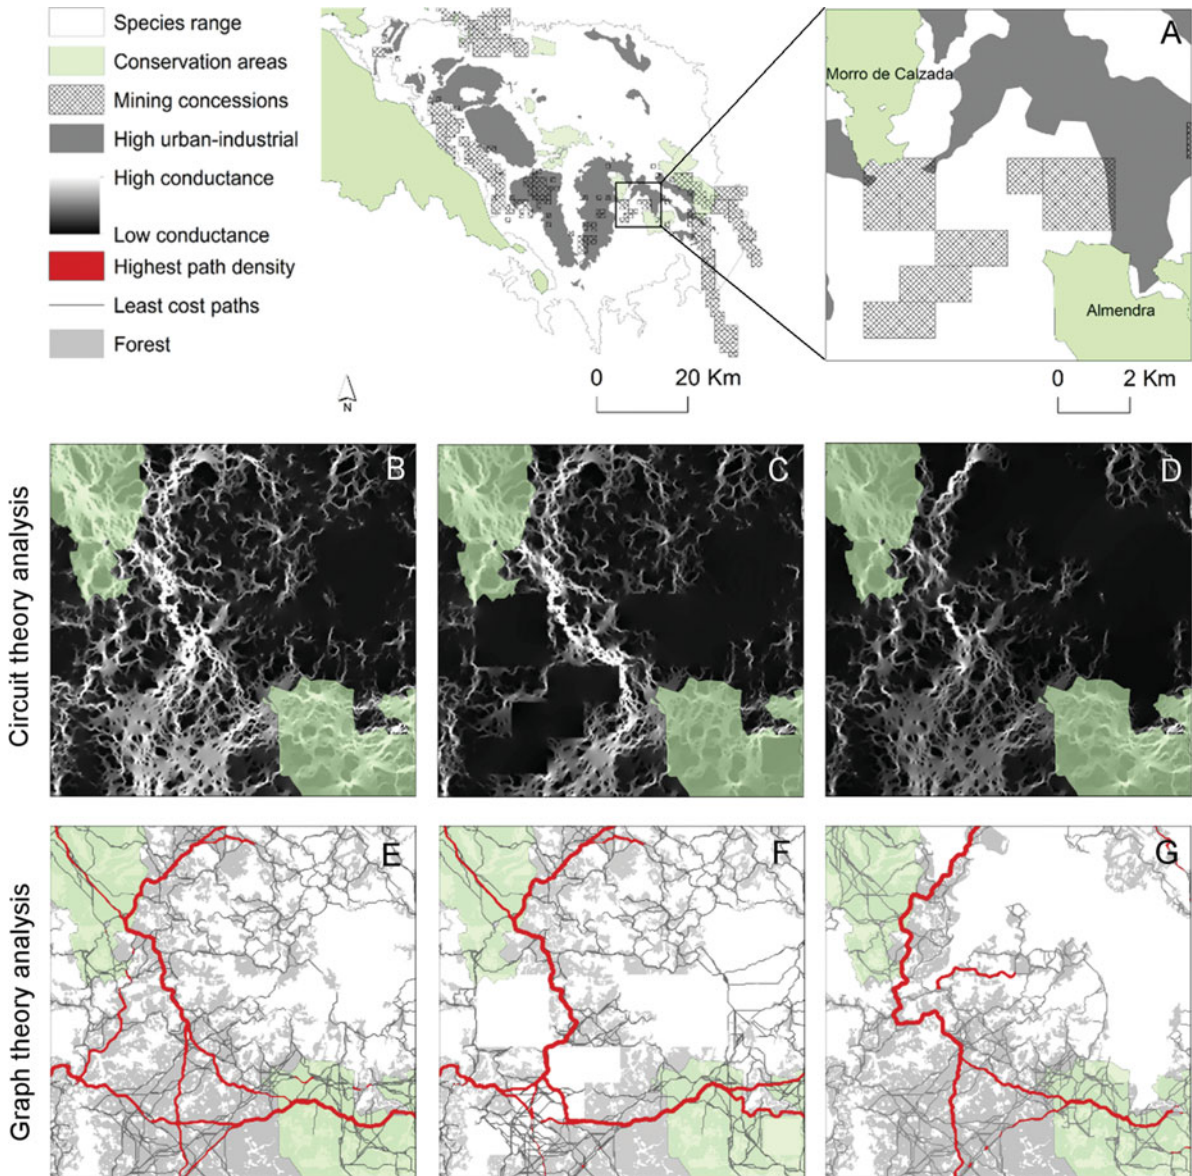 Species range
Conservation areas
Mining concessions
High urban-industrial
High conductance
Low conductance
Highest path density
Least cost paths
Forest
N
0 20 Km
A
Morro de Calzada
Almendra
0 2 Km
Circuit theory analysis
B
C
D
Graph theory analysis
E
F
G